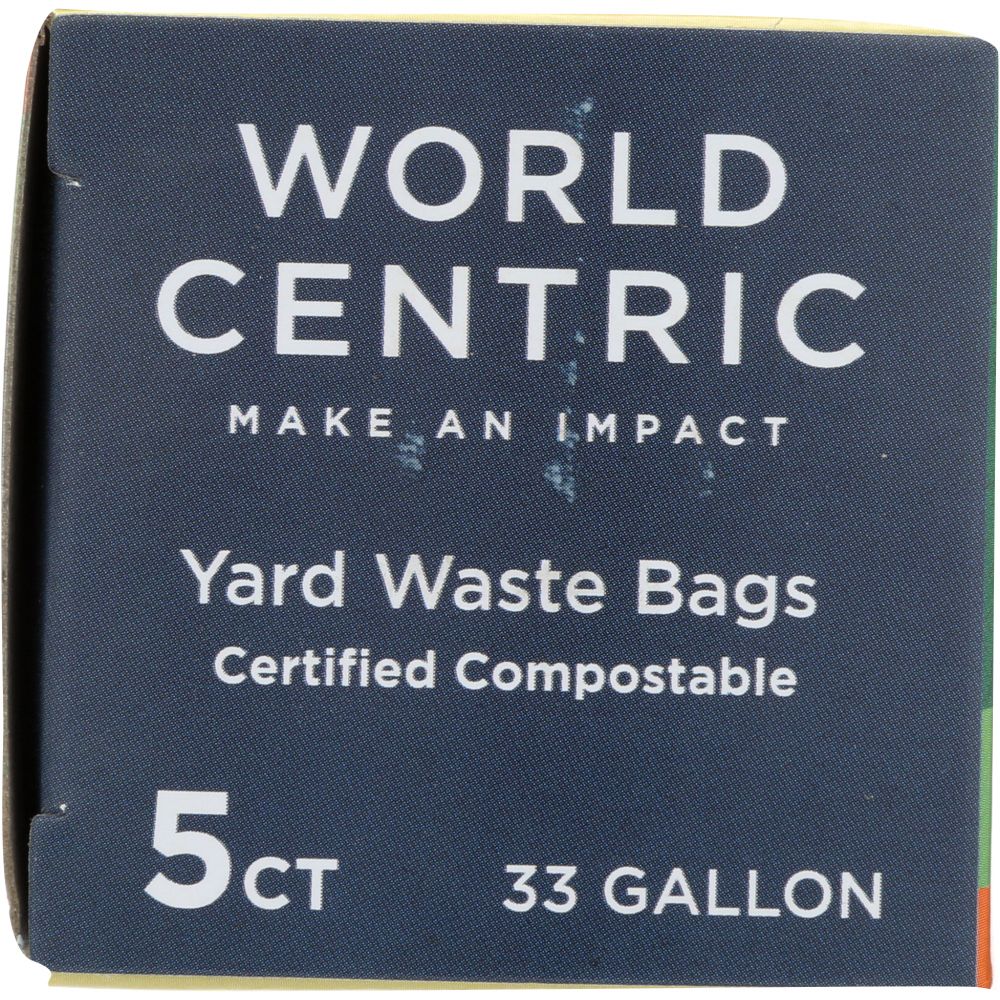 WORLD
CENTRIC
MAKE AN IMPACT
Yard Waste Bags
Certified Compostable
5CT
33 GALLON